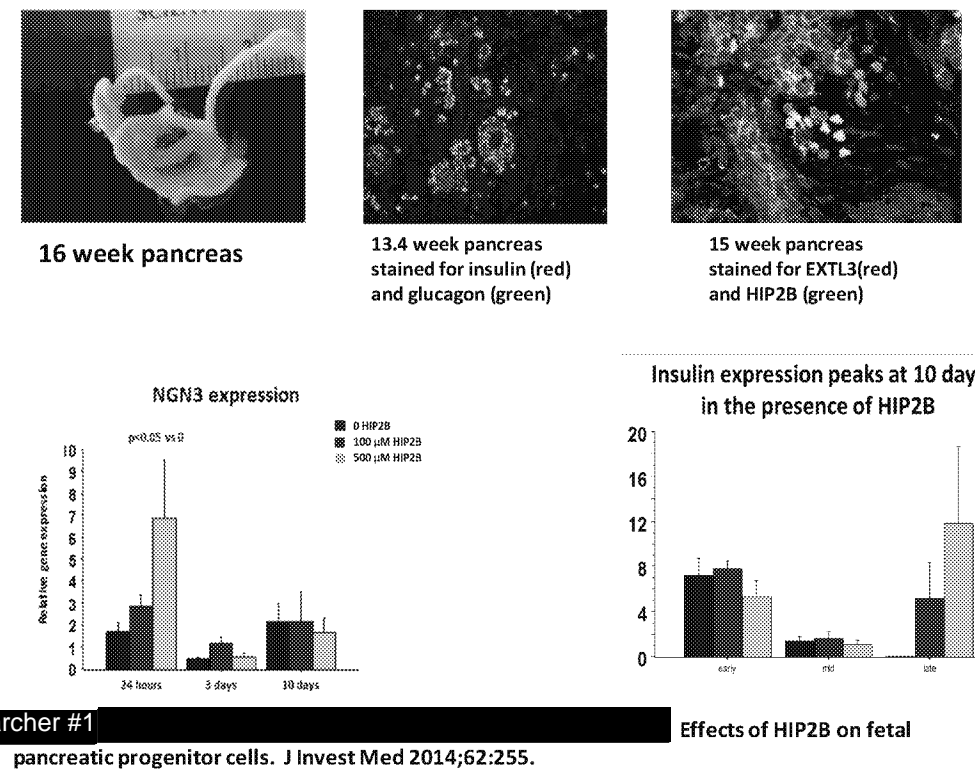 16 week pancreas
13.4 week pancreas
stained for insulin (red)
and glucagon (green)
15 week pancreas
stained for EXTL3(red)
and HIP2B (green)
NGN3 expression
p<0.05 vs 0
0 HIP2B
100 µM HIP2B
500 µM HIP2B
Relative gene expression
10
9
8
7
6
5
4
3
2
1
0
24 hours 3 days 10 days
Insulin expression peaks at 10 day
in the presence of HIP2B
20
16
12
8
4
0
early mid late
archer #1
Effects of HIP2B on fetal
pancreatic progenitor cells. J Invest Med 2014;62:255.